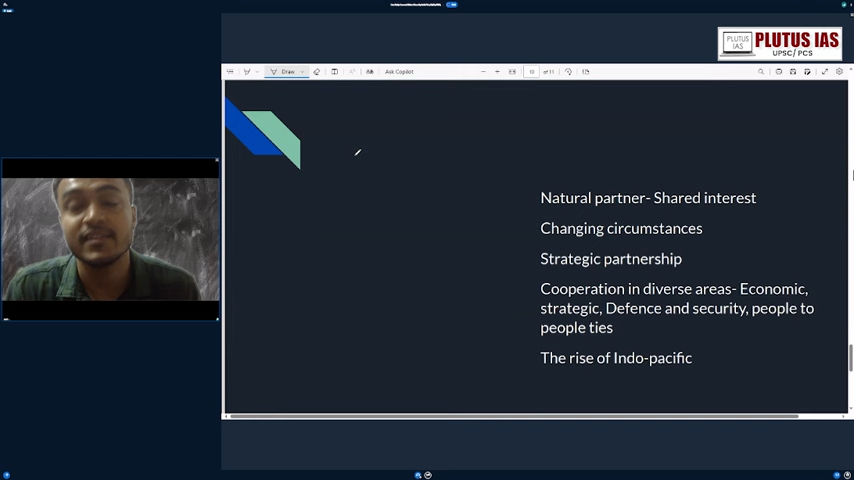 PLUTUS
IAS
PLUTUS IAS
UPSC/ PCS
Draw
Ask Copilot
10 of 11
Natural partner- Shared interest
Changing circumstances
Strategic partnership
Cooperation in diverse areas- Economic,
strategic, Defence and security, people to
people ties
The rise of Indo-pacific